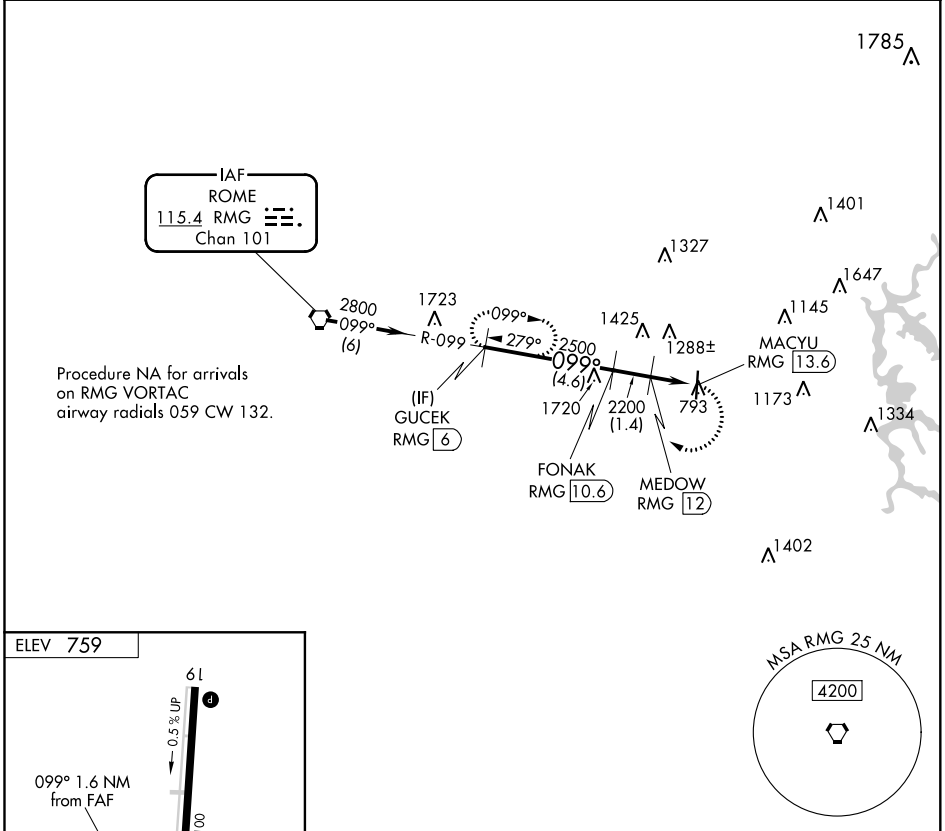 1785
IAF
ROME
115.4 RMG
Chan 101
1401
1327
1647
2800
099°
(6)
1723
R-099
099°
279°
1425
1145
2500
099°
(4.6)
1288±
MACYU
RMG 13.6
Procedure NA for arrivals
on RMG VORTAC
airway radials 059 CW 132.
(IF)
GUCEK
RMG 6
1720
2200
(1.4)
793
1173
1334
FONAK
RMG 10.6
MEDOW
RMG 12
1402
ELEV 759
MSA RMG 25 NM
4200
19
P
0.5% UP
099° 1.6 NM
from FAF
00